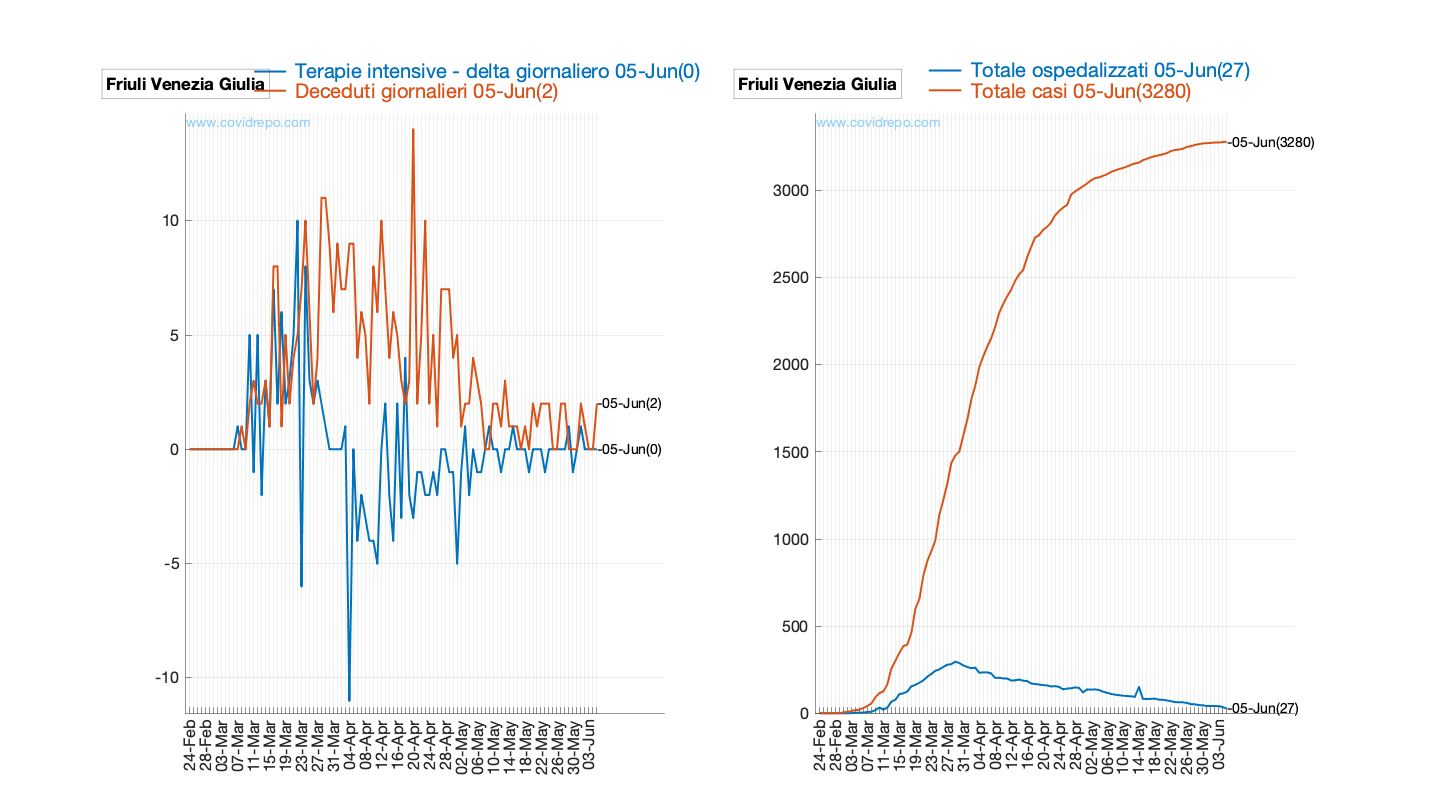 Friuli Venezia Giulia
Terapie intensive - delta giornaliero 05-Jun(0)
Deceduti giornalieri 05-Jun(2)
www.covidrepo.com
10
5
0
-5
-10
-05-Jun(2)
-05-Jun(0)
24-Feb
28-Feb
03-Mar
07-Mar
11-Mar
15-Mar
19-Mar
23-Mar
27-Mar
31-Mar
04-Apr
08-Apr
12-Apr
16-Apr
20-Apr
24-Apr
28-Apr
02-May
06-May
10-May
14-May
18-May
22-May
26-May
30-May
03-Jun
Friuli Venezia Giulia
Totale ospedalizzati 05-Jun(27)
Totale casi 05-Jun(3280)
www.covidrepo.com
3000
2500
2000
1500
1000
500
0
-05-Jun(3280)
-05-Jun(27)
24-Feb
28-Feb
03-Mar
07-Mar
11-Mar
15-Mar
19-Mar
23-Mar
27-Mar
31-Mar
04-Apr
08-Apr
12-Apr
16-Apr
20-Apr
24-Apr
28-Apr
02-May
06-May
10-May
14-May
18-May
22-May
26-May
30-May
03-Jun